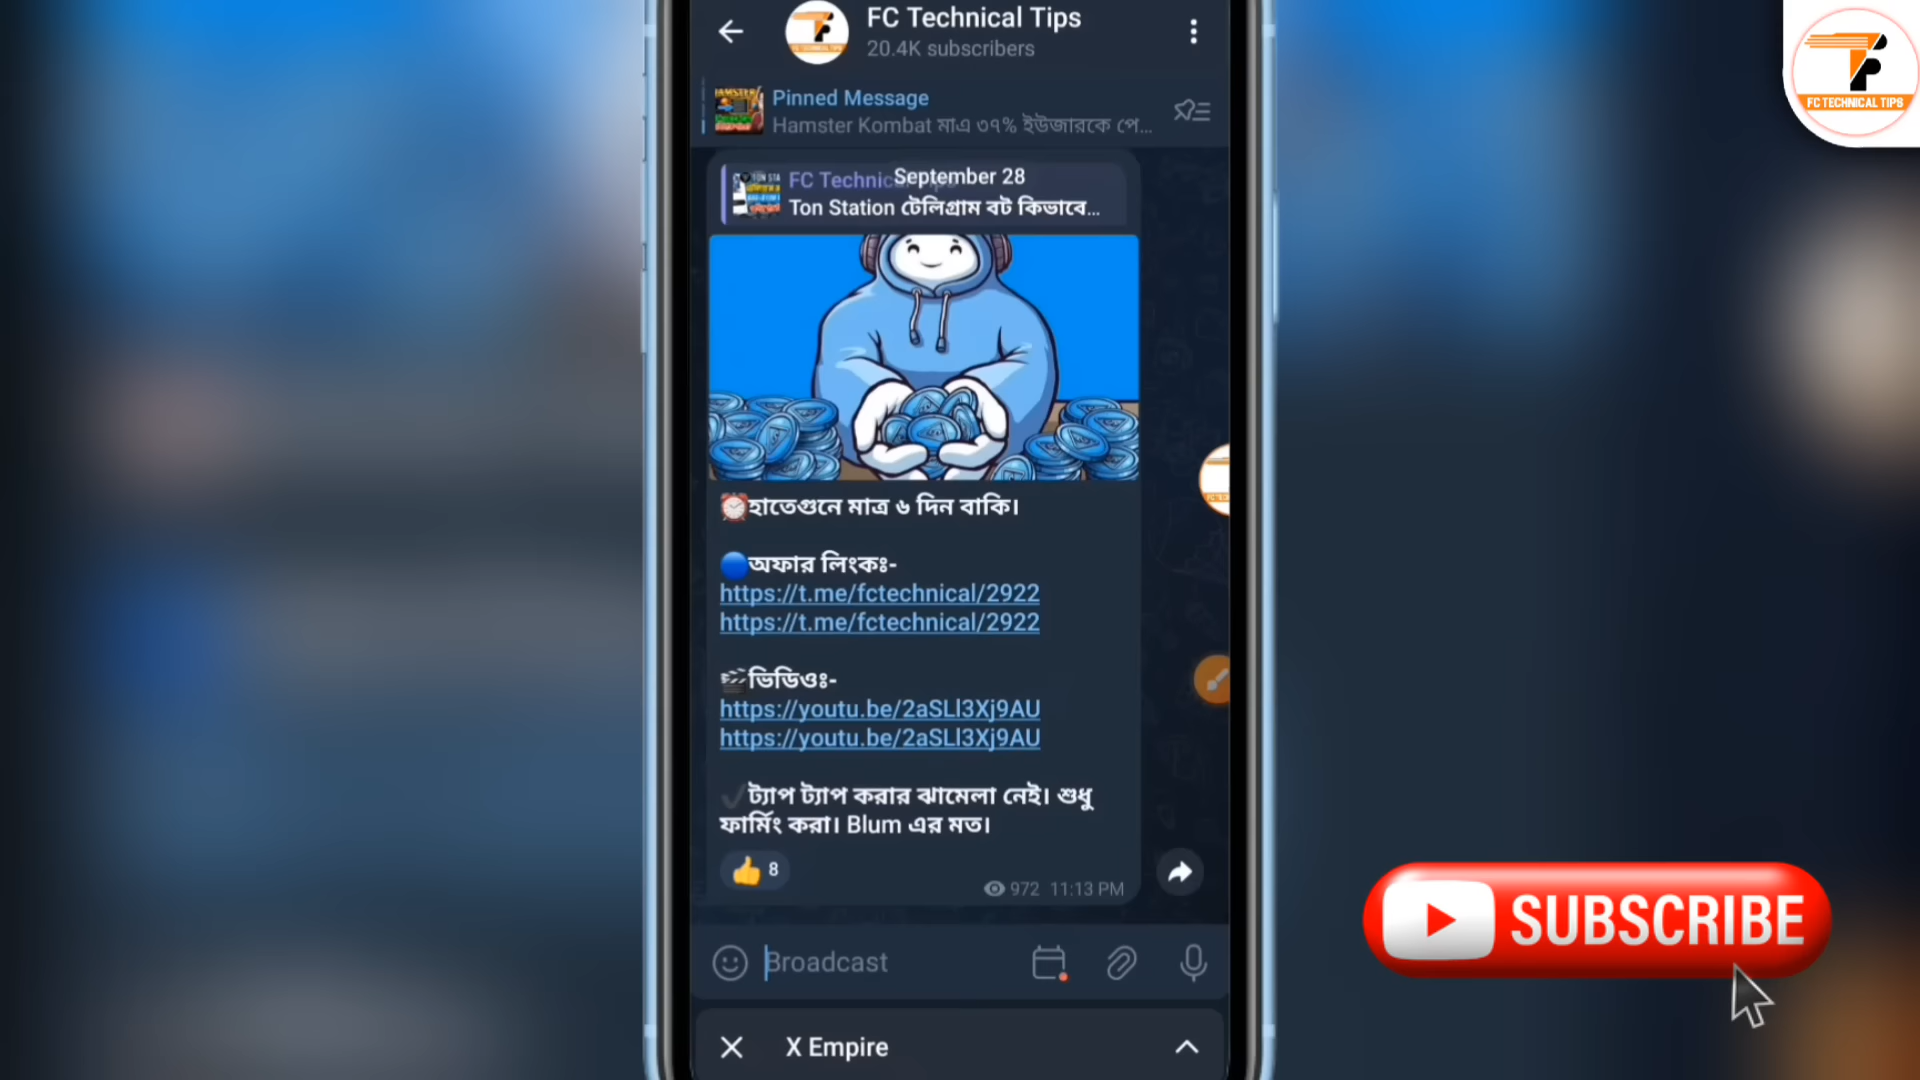 FC Technical Tips
20.4K subscribers
Pinned Message
Hamster Kombat মাএ ৩৭% ইউজারকে পে...
September 28
FC Technic
Ton Station টেলিগ্রাম বট কিভাবে...
হাতেগুনে মাত্র ৬ দিন বাকি।
অফার লিংকঃ-
https://t.me/fctechnical/2922
https://t.me/fctechnical/2922
ভিডিওঃ-
https://youtu.be/2aSLl3Xj9AU
https://youtu.be/2aSLl3Xj9AU
ট্যাপ ট্যাপ করার ঝামেলা নেই। শুধু
ফার্মিং করা। Blum এর মত।
8
972 11:13 PM
Broadcast
X Empire
FC TECHNICAL TIPS
SUBSCRIBE